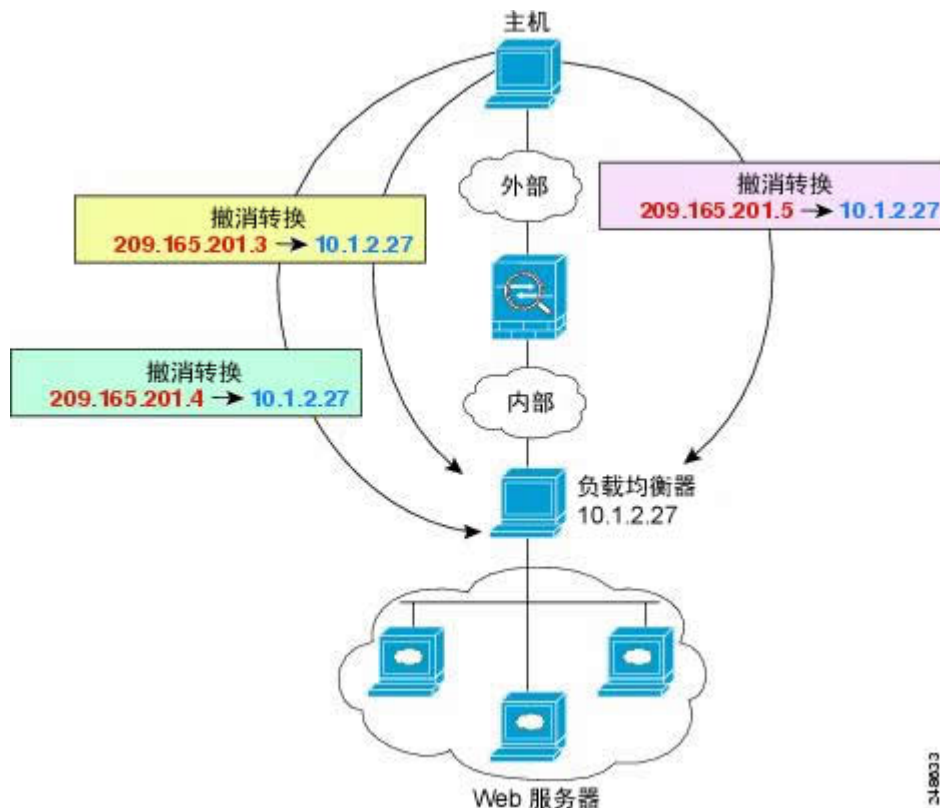 主机
外部
撤消转换
209.165.201.3 → 10.1.2.27
撤消转换
209.165.201.5 → 10.1.2.27
撤消转换
209.165.201.4 → 10.1.2.27
内部
负载均衡器
10.1.2.27
Web 服务器
248633